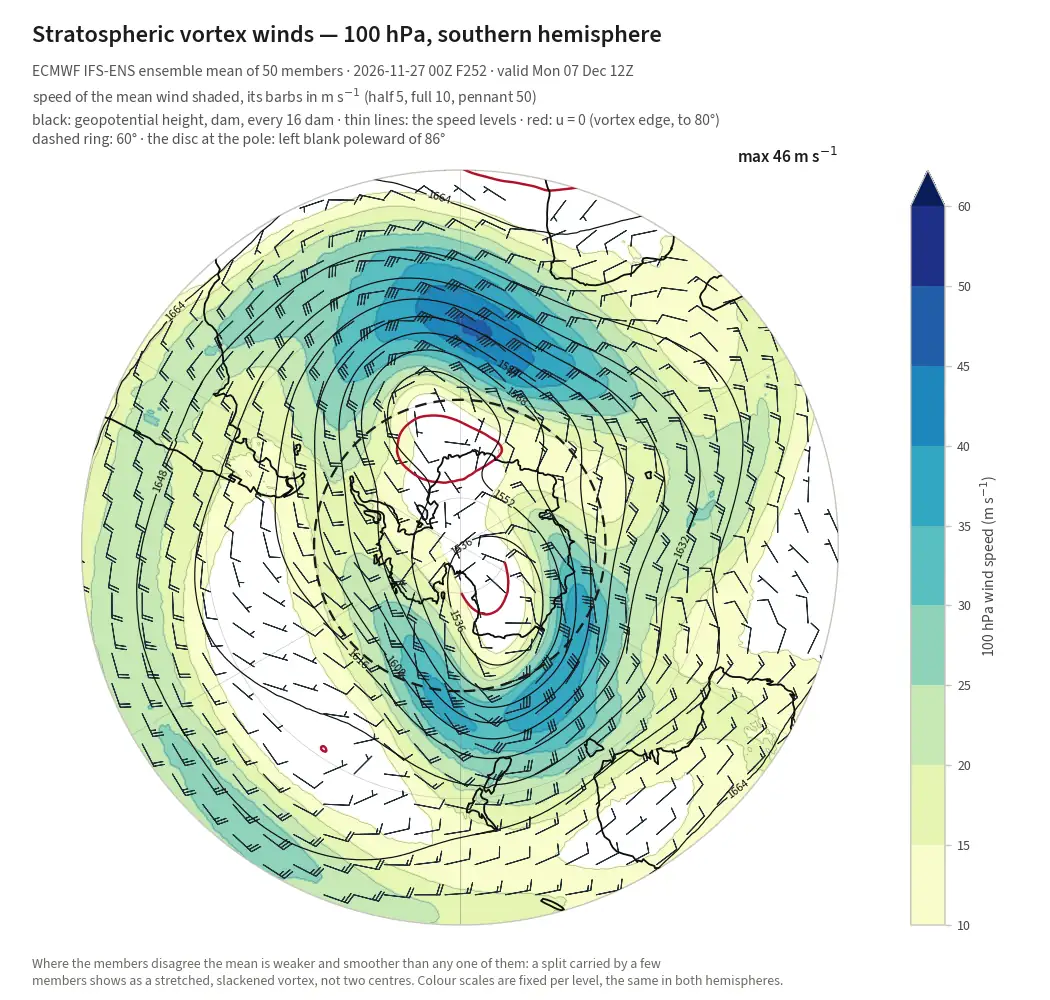 Stratospheric vortex winds — 100 hPa, southern hemisphere
ECMWF IFS-ENS ensemble mean of 50 members · 2026-11-27 00Z F252 · valid Mon 07 Dec 12Z
speed of the mean wind shaded, its barbs in m s⁻¹ (half 5, full 10, pennant 50)
black: geopotential height, dam, every 16 dam · thin lines: the speed levels · red: u = 0 (vortex edge, to 80°)
dashed ring: 60° · the disc at the pole: left blank poleward of 86°
max 46 m s⁻¹
1664
1664
1648
1568
1552
1536
1632
1536
1616
1600
1664
60
50
45
40
35
30
25
20
15
10
100 hPa wind speed (m s⁻¹)
Where the members disagree the mean is weaker and smoother than any one of them: a split carried by a few
members shows as a stretched, slackened vortex, not two centres. Colour scales are fixed per level, the same in both hemispheres.